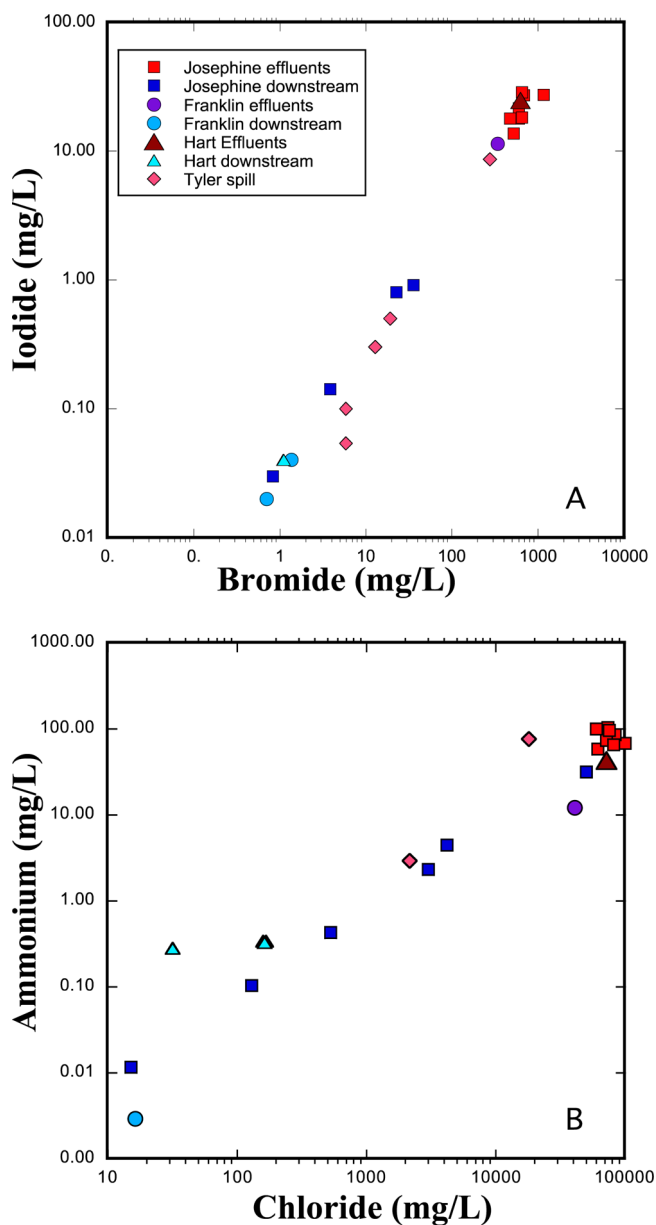 100.00
Josephine effluents
Josephine downstream
Franklin effluents
Franklin downstream
Hart Effluents
Hart downstream
Tyler spill
10.00
1.00
0.10
0.01
Iodide (mg/L)
A
0. 0. 1 10 100 1000 10000
Bromide (mg/L)
1000.00
100.00
10.00
1.00
0.10
0.01
0.00
Ammonium (mg/L)
B
10 100 1000 10000 100000
Chloride (mg/L)